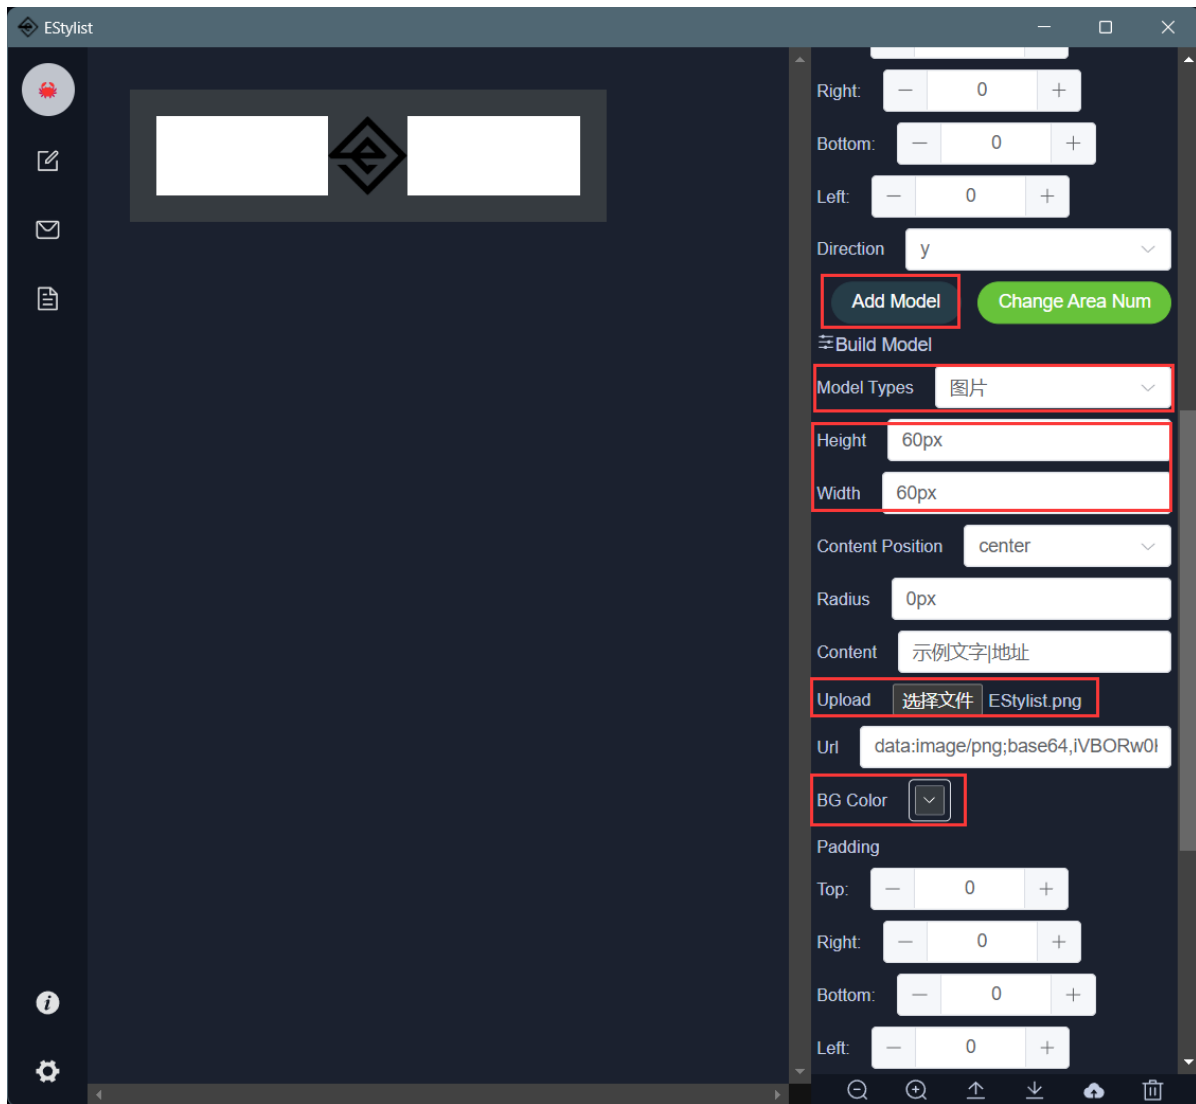 EStylist
Right: 0
Bottom: 0
Left: 0
Direction y
Add Model Change Area Num
Build Model
Model Types 图片
Height 60px
Width 60px
Content Position center
Radius 0px
Content 示例文字|地址
Upload 选择文件 EStylist.png
Url data:image/png;base64,iVBORw0
BG Color
Padding
Top: 0
Right: 0
Bottom: 0
Left: 0